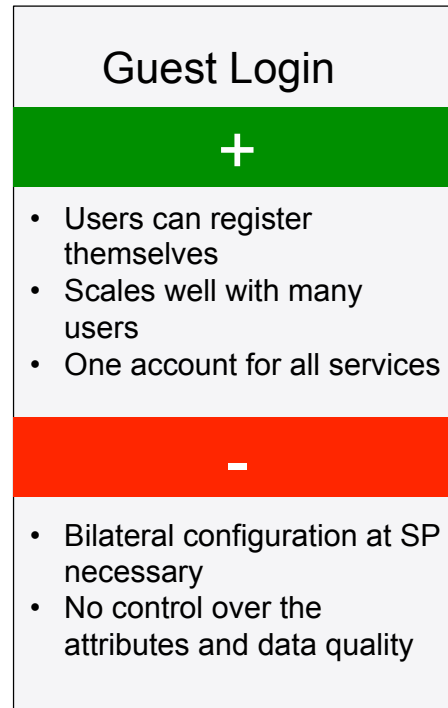 Guest Login
+
• Users can register
themselves
• Scales well with many
users
• One account for all services
-
• Bilateral configuration at SP
necessary
• No control over the
attributes and data quality